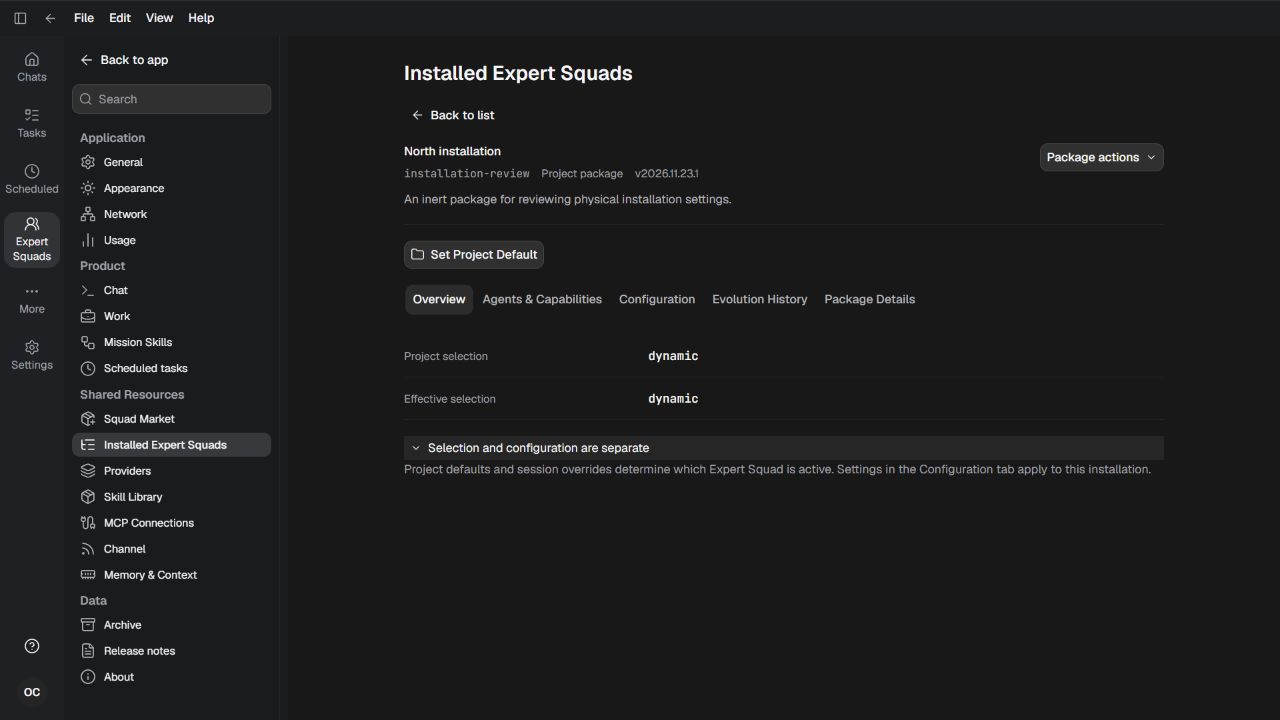 File Edit View Help
Chats
Tasks
Scheduled
Expert
Squads
More
Settings
OC
Back to app
Search
Application
General
Appearance
Network
Usage
Product
Chat
Work
Mission Skills
Scheduled tasks
Shared Resources
Squad Market
Installed Expert Squads
Providers
Skill Library
MCP Connections
Channel
Memory & Context
Data
Archive
Release notes
About
Installed Expert Squads
Back to list
North installation
installation-review Project package v2026.11.23.1
An inert package for reviewing physical installation settings.
Package actions
Set Project Default
Overview Agents & Capabilities Configuration Evolution History Package Details
Project selection dynamic
Effective selection dynamic
Selection and configuration are separate
Project defaults and session overrides determine which Expert Squad is active. Settings in the Configuration tab apply to this installation.